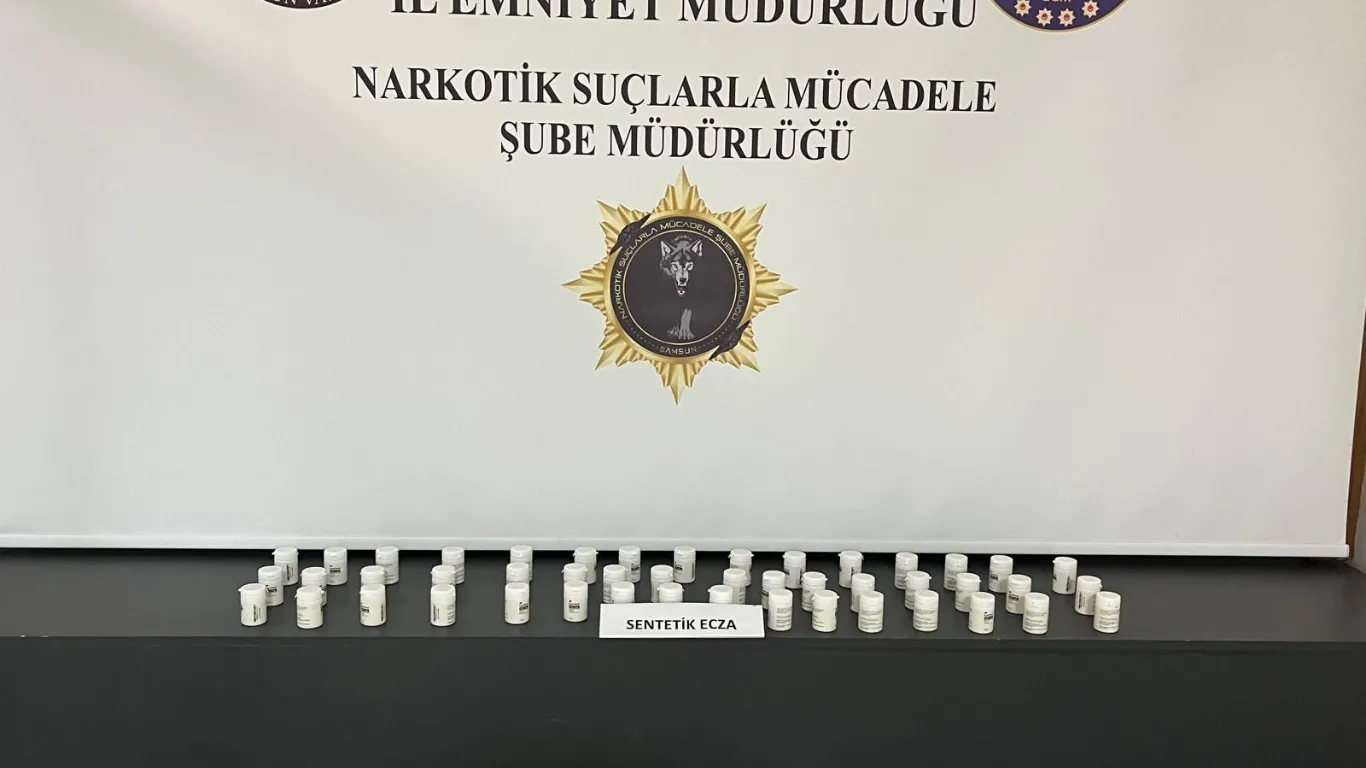 İL EMNİYET MÜDÜRLÜĞÜ
NARKOTİK SUÇLARLA MÜCADELE
ŞUBE MÜDÜRLÜĞÜ
NARKOTİK SUÇLARLA MÜCADELE ŞUBE MÜDÜRLÜĞÜ
SAMSUN
SENTETİK ECZA